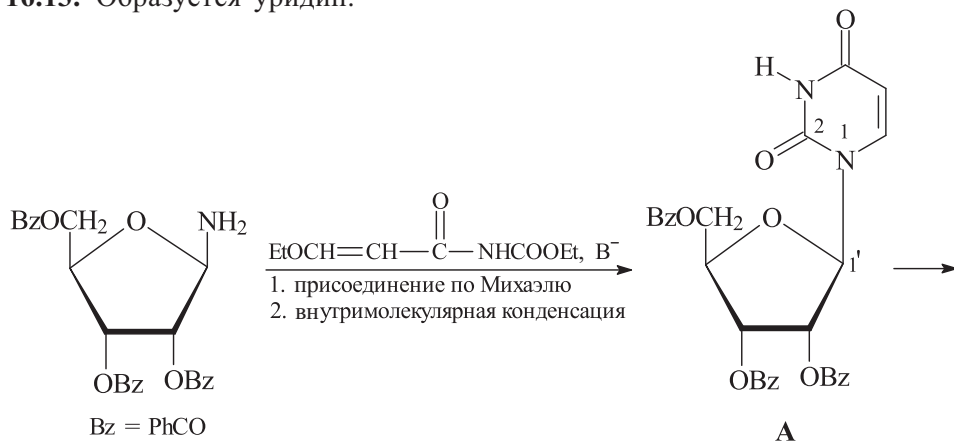 16.13. Образуется уридин.
O
H
N
2
1
O
N
BzOCH₂
O
NH₂
O
EtOCH=CH—C—NHCOOEt, B⁻
1. присоединение по Михаэлю
2. внутримолекулярная конденсация
BzOCH₂
O
1'
OBz
OBz
OBz
OBz
Bz = PhCO
A